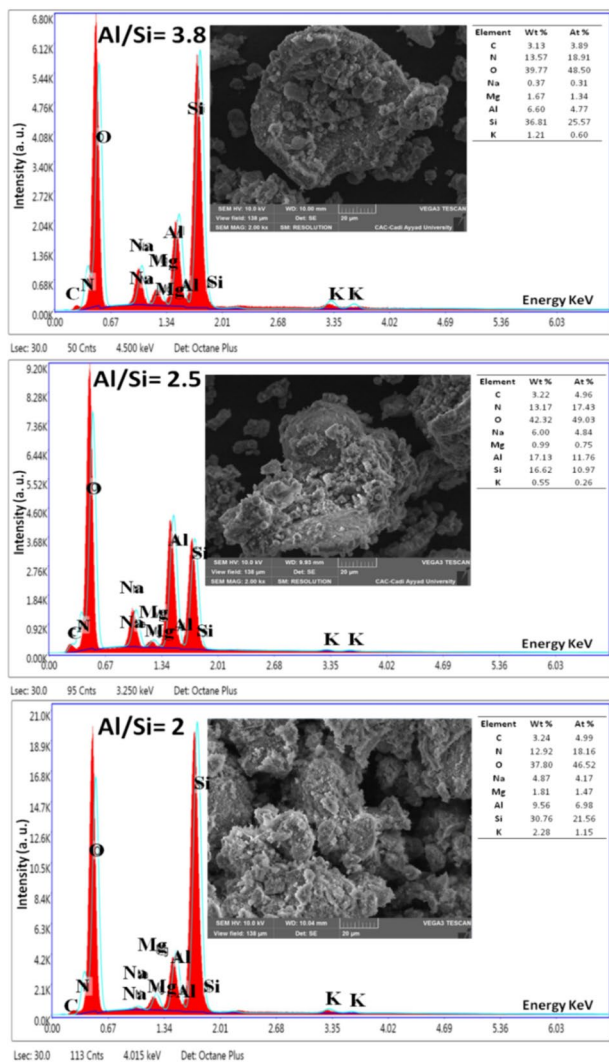 Al/Si= 3.8
Intensity (a. u.)
6.80K
6.12K
5.44K
4.76K
4.08K
3.40K
2.72K
2.04K
1.36K
0.68K
0.00K
O
Si
Na
Mg
Al
C N Na Mg Al Si K K
Energy KeV
0.00 0.67 1.34 2.01 2.68 3.35 4.02 4.69 5.36 6.03
SEM HV: 10.0 kV WD: 10.00 mm VEGA3 TESCAN
View field: 138 µm Det: SE 20 µm
SEM MAG: 2.00 kx SM: RESOLUTION CAC-Cadi Ayyad University
Element Wt % At %
C 3.13 3.89
N 13.57 18.91
O 39.77 48.50
Na 0.37 0.31
Mg 1.67 1.34
Al 6.60 4.77
Si 36.81 25.57
K 1.21 0.60
Lsec: 30.0 50 Cnts 4.500 keV Det: Octane Plus
Al/Si= 2.5
Intensity (a. u.)
9.20K
8.28K
7.36K
6.44K
5.52K
4.60K
3.68K
2.76K
1.84K
0.92K
0.00K
O
Al
Si
Na
Mg
C N Na Mg Al Si K K
Energy KeV
0.00 0.67 1.34 2.01 2.68 3.35 4.02 4.69 5.36 6.03
SEM HV: 10.0 kV WD: 9.93 mm VEGA3 TESCAN
View field: 138 µm Det: SE 20 µm
SEM MAG: 2.00 kx SM: RESOLUTION CAC-Cadi Ayyad University
Element Wt % At %
C 3.22 4.96
N 13.17 17.43
O 42.32 49.03
Na 6.00 4.84
Mg 0.99 0.75
Al 17.13 11.76
Si 16.62 10.97
K 0.55 0.26
Lsec: 30.0 95 Cnts 3.250 keV Det: Octane Plus
Al/Si= 2
Intensity (a. u.)
21.0K
18.9K
16.8K
14.7K
12.6K
10.5K
8.4K
6.3K
4.2K
2.1K
0.0K
O
Si
Mg
Al
Na
C N Na Mg Al Si K K
Energy KeV
0.00 0.67 1.34 2.01 2.68 3.35 4.02 4.69 5.36 6.03
SEM HV: 10.0 kV WD: 10.04 mm VEGA3 TESCAN
View field: 138 µm Det: SE 20 µm
SEM MAG: 2.00 kx SM: RESOLUTION CAC-Cadi Ayyad University
Element Wt % At %
C 3.24 4.99
N 12.92 18.16
O 37.80 46.52
Na 4.87 4.17
Mg 1.81 1.47
Al 9.56 6.98
Si 30.76 21.56
K 2.28 1.15
Lsec: 30.0 113 Cnts 4.015 keV Det: Octane Plus